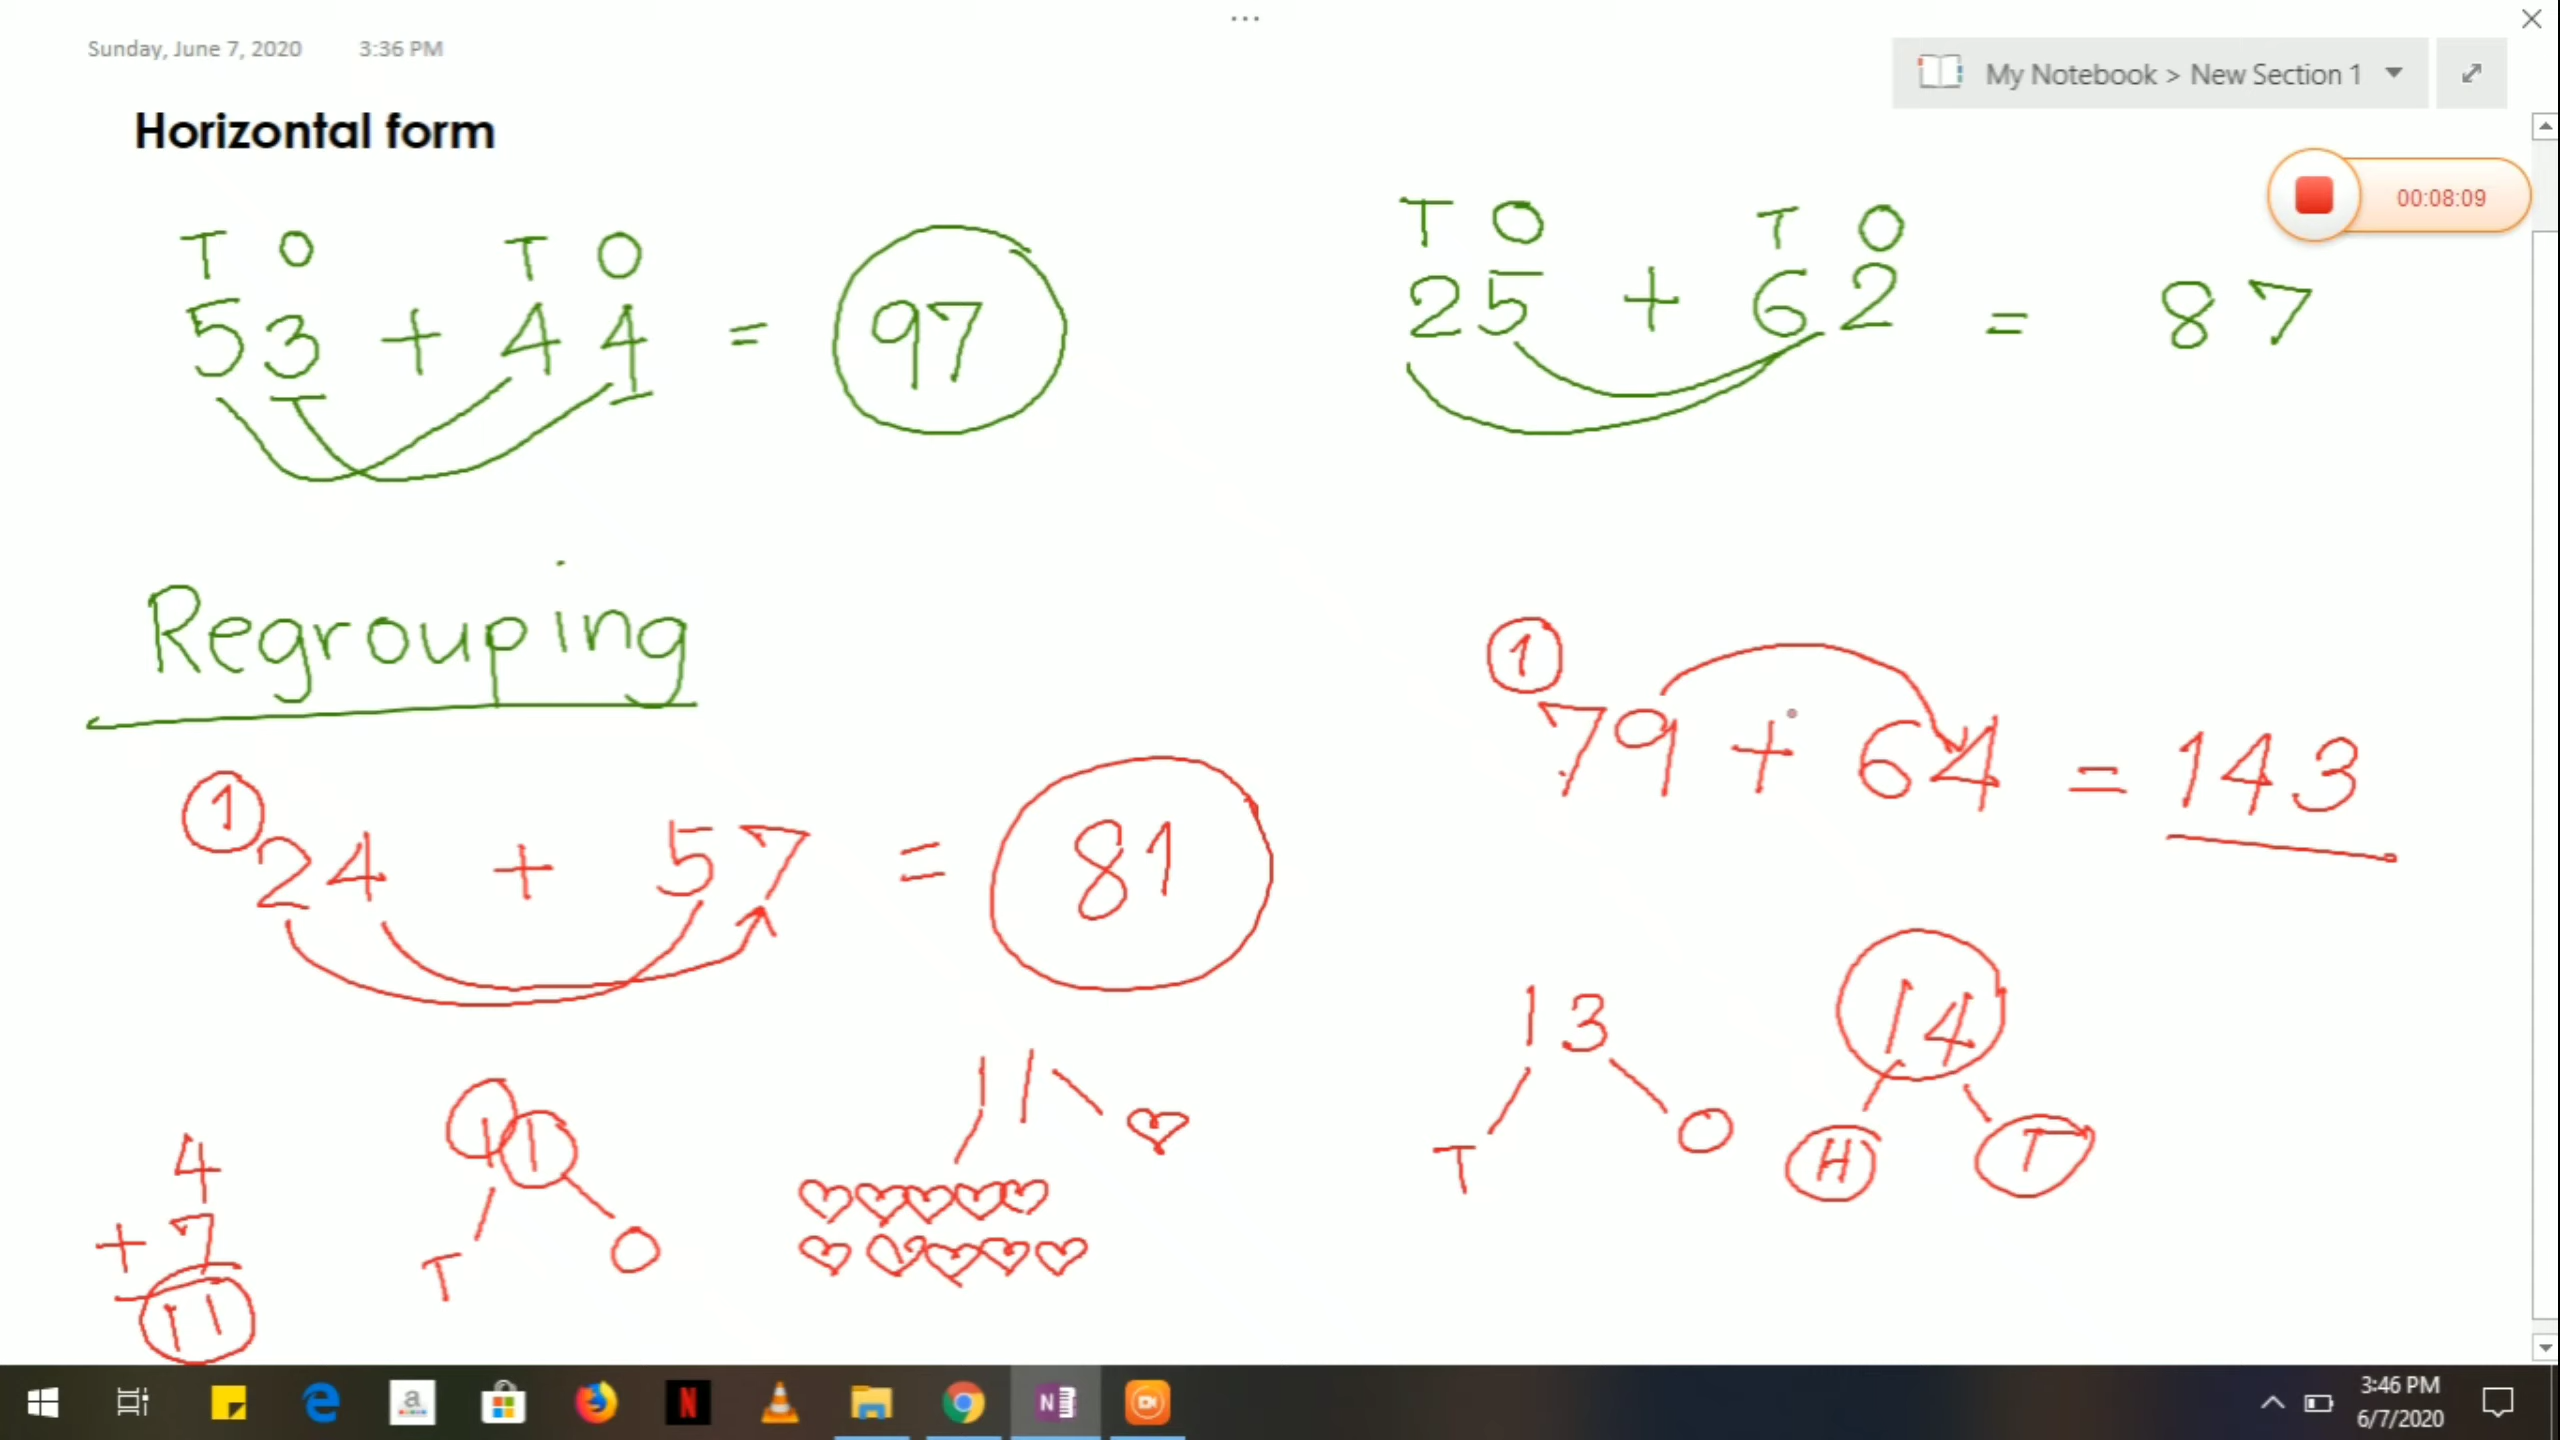 Sunday, June 7, 2020 3:36 PM
My Notebook > New Section 1
00:08:09
Horizontal form
T O T O
53 + 44 = 97
T O T O
25 + 62 = 87
Regrouping
1
24 + 57 = 81
1
79 + 64 = 143
4
+ 7
11
11
T O
11
13
T O
14
H T
3:46 PM
6/7/2020